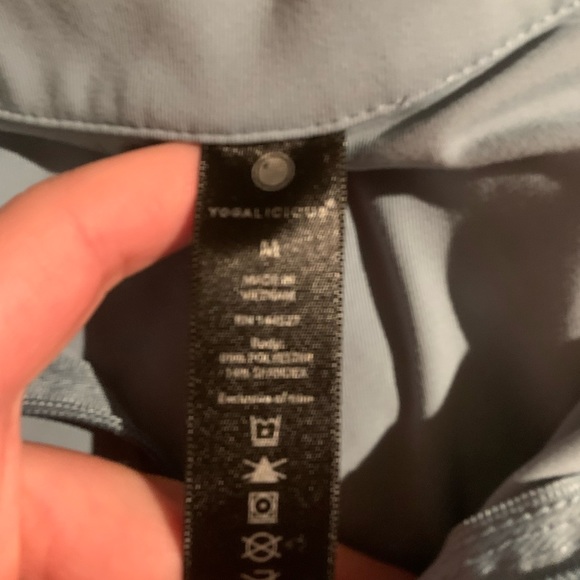 YOGALICIOUS
M
MADE IN
VIETNAM
Body:
POLYESTER
SPANDEX
Exclusive of trim